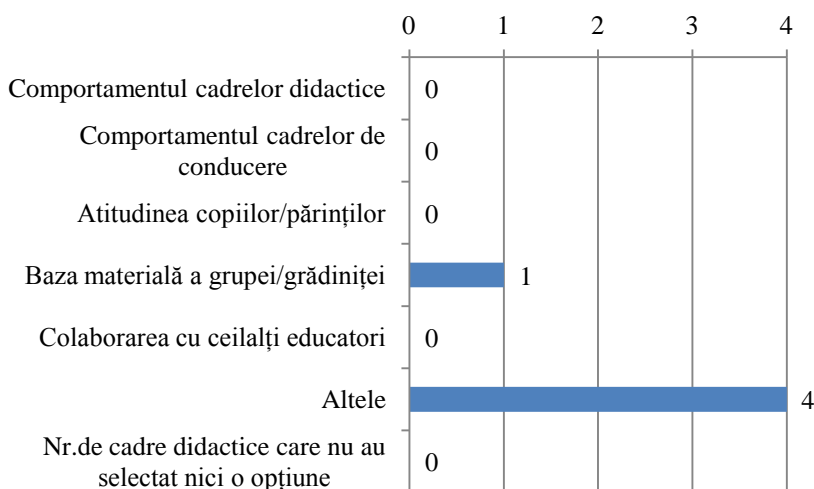 0 1 2 3 4
Comportamentul cadrelor didactice 0
Comportamentul cadrelor de
conducere 0
Atitudinea copiilor/părinților 0
Baza materială a grupei/grădiniței 1
Colaborarea cu ceilalți educatori 0
Altele 4
Nr.de cadre didactice care nu au
selectat nici o opțiune 0